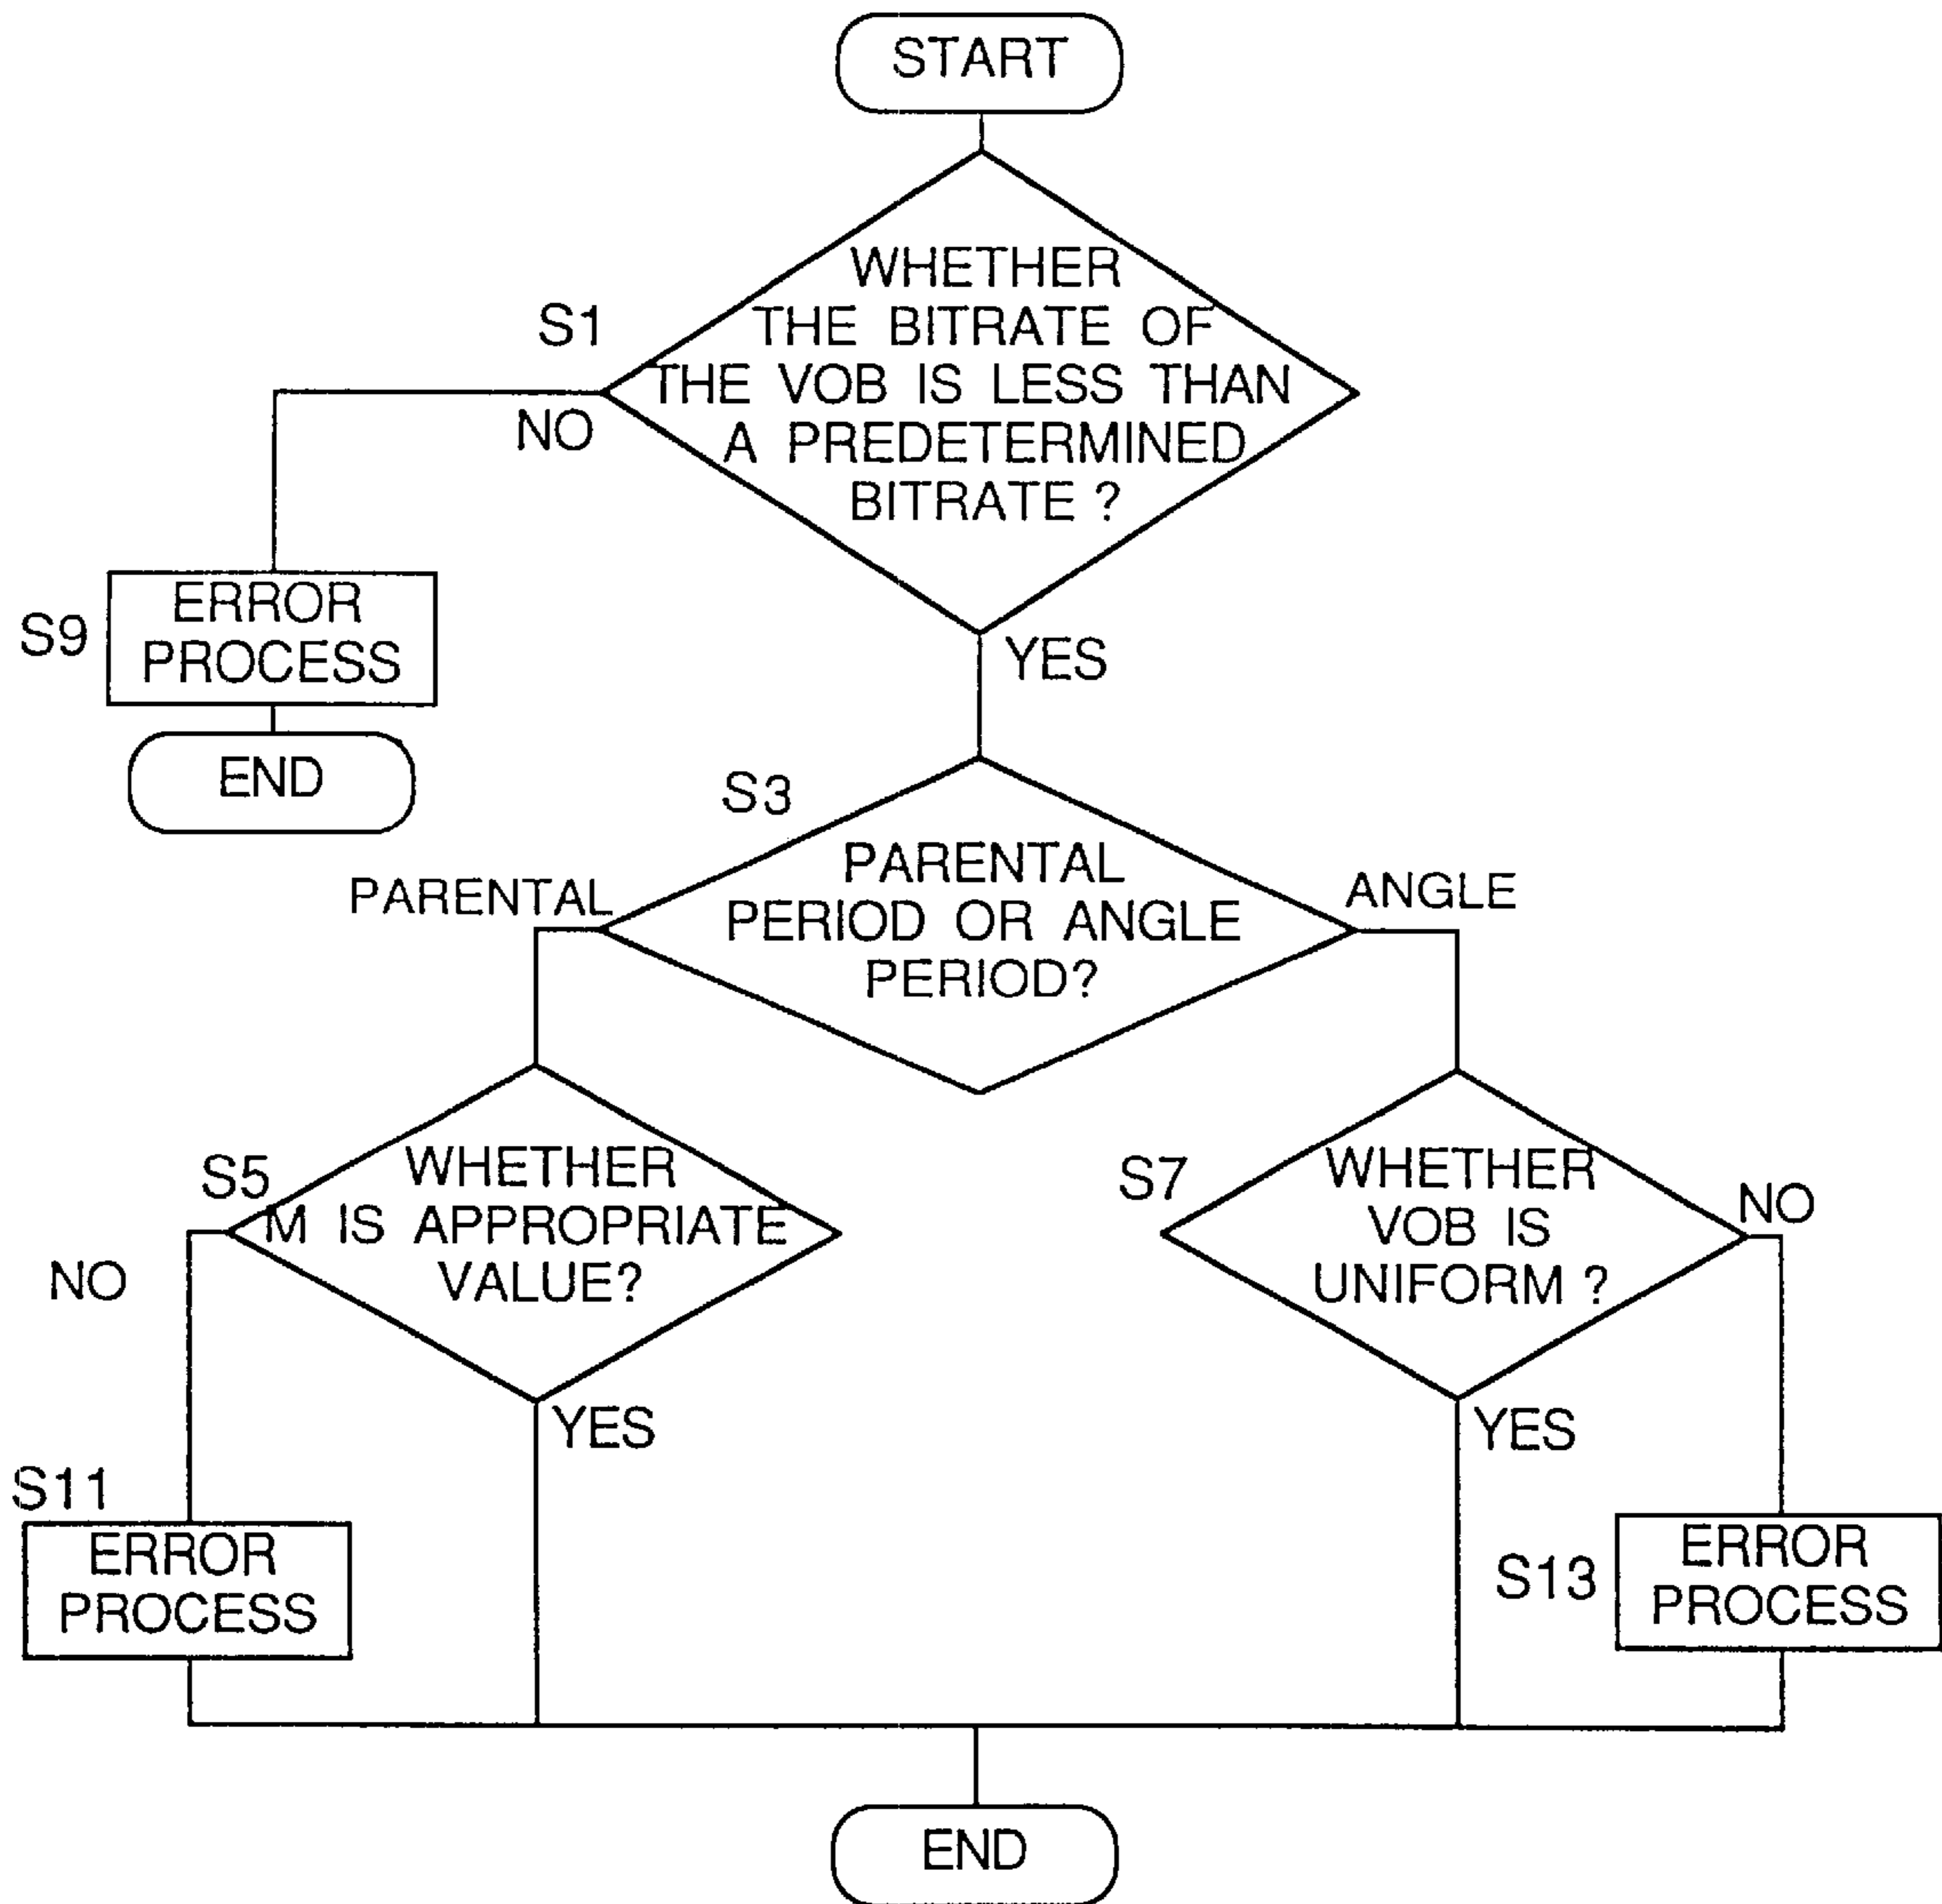 START
S1
WHETHER
THE BITRATE OF
THE VOB IS LESS THAN
A PREDETERMINED
BITRATE ?
NO
YES
S9
ERROR
PROCESS
END
S3
PARENTAL
PERIOD OR ANGLE
PERIOD?
PARENTAL
ANGLE
S5
WHETHER
M IS APPROPRIATE
VALUE?
NO
YES
S7
WHETHER
VOB IS
UNIFORM ?
NO
YES
S11
ERROR
PROCESS
S13
ERROR
PROCESS
END